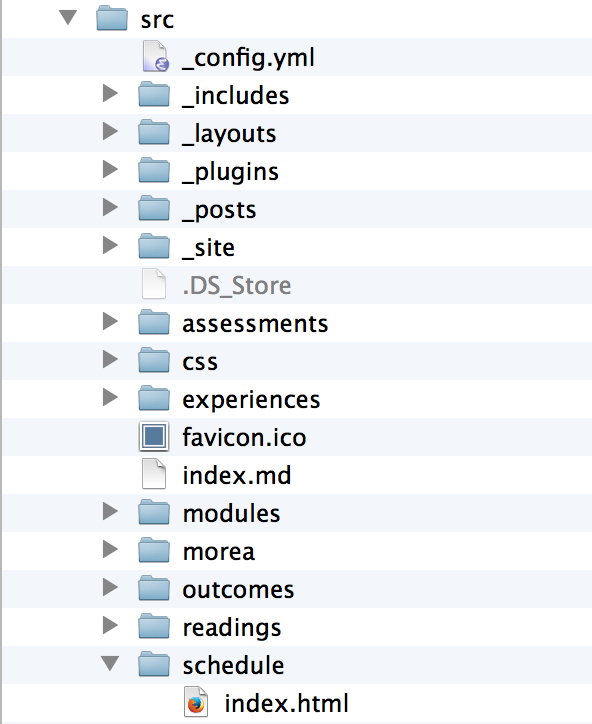 src
_config.yml
_includes
_layouts
_plugins
_posts
_site
.DS_Store
assessments
css
experiences
favicon.ico
index.md
modules
morea
outcomes
readings
schedule
index.html